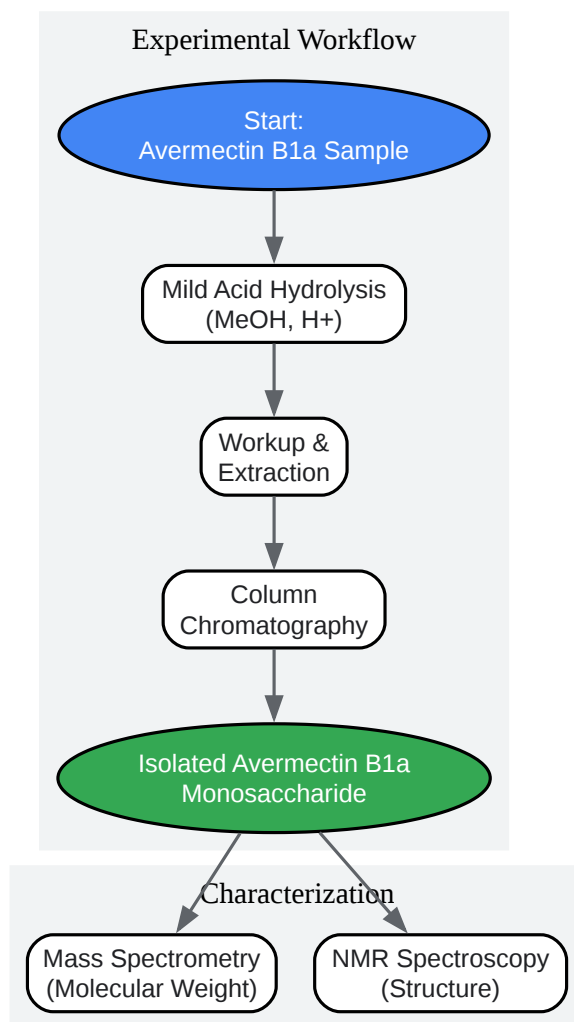 Experimental Workflow
Start:
Avermectin B1a Sample
Mild Acid Hydrolysis
(MeOH, H+)
Workup &
Extraction
Column
Chromatography
Isolated Avermectin B1a
Monosaccharide
Characterization
Mass Spectrometry
(Molecular Weight)
NMR Spectroscopy
(Structure)